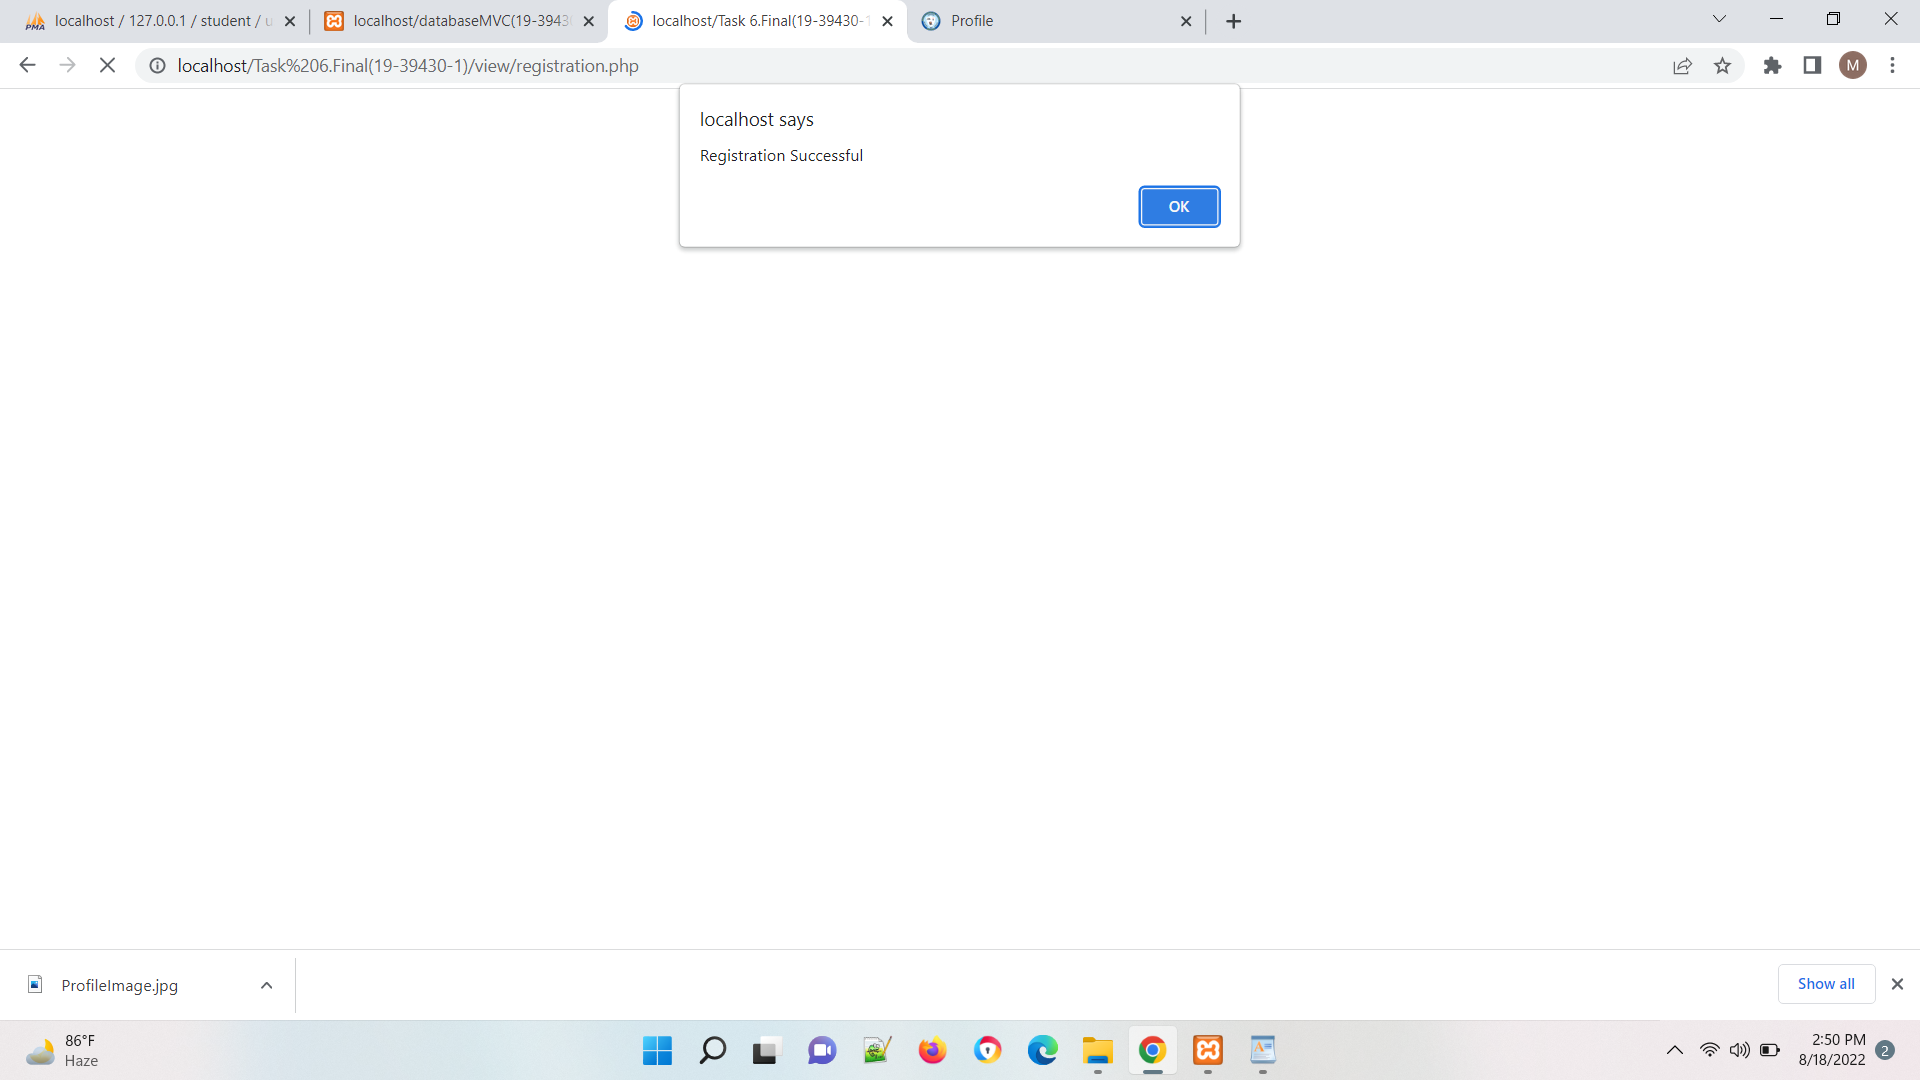 PMA
localhost / 127.0.0.1 / student / u
localhost/databaseMVC(19-3943
localhost/Task 6.Final(19-39430-1
Profile
localhost/Task%206.Final(19-39430-1)/view/registration.php
M
localhost says
Registration Successful
OK
ProfileImage.jpg
Show all
86°F
Haze
2:50 PM
8/18/2022
2